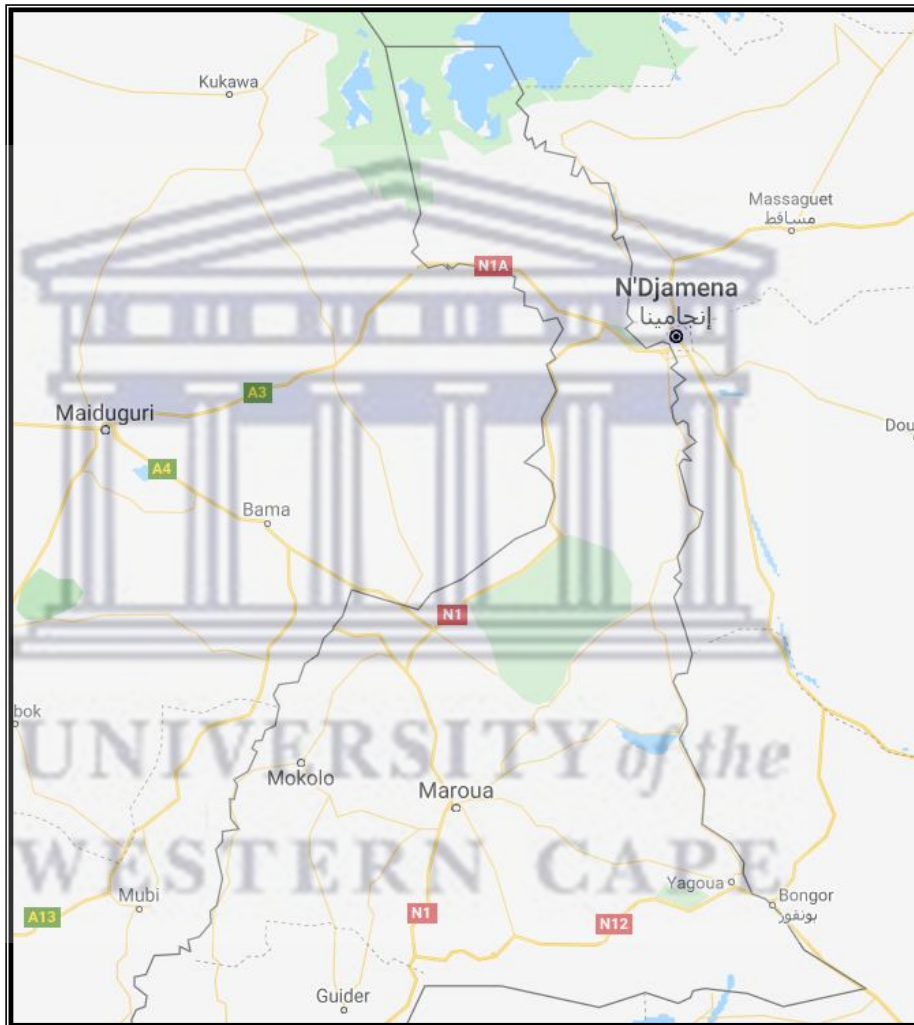 Kukawa
Massaguet
مساقط
N1A
N'Djamena
إنجامينا
A3
Maiduguri
Dou
A4
Bama
N1
bok
UNIVERSITY of the
Mokolo
Maroua
WESTERN CAPE
Yagoua
Mubi
Bongor
بونقور
A13
N1
N12
Guider